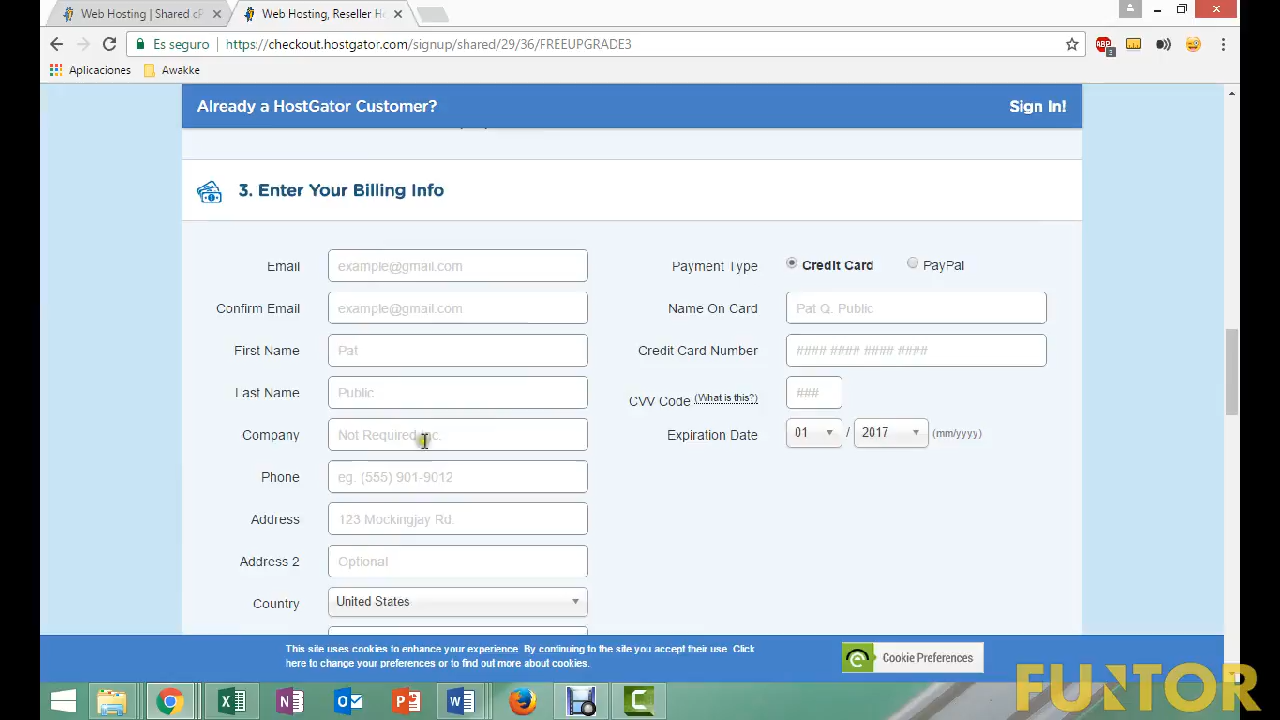 Web Hosting | Shared cP
Web Hosting, Reseller Ho
Es seguro
https://checkout.hostgator.com/signup/shared/29/36/FREEUPGRADE3
ABP
3
Aplicaciones
Awakke
Already a HostGator Customer?
Sign In!
3. Enter Your Billing Info
Email
example@gmail.com
Payment Type
Credit Card
PayPal
Confirm Email
example@gmail.com
Name On Card
Pat Q. Public
First Name
Pat
Credit Card Number
#### #### #### ####
Last Name
Public
CVV Code (What is this?)
###
Company
Not Required Inc.
Expiration Date
01 / 2017 (mm/yyyy)
Phone
eg. (555) 901-9012
Address
123 Mockingjay Rd.
Address 2
Optional
Country
United States
This site uses cookies to enhance your experience. By continuing to the site you accept their use. Click
here to change your preferences or to find out more about cookies.
Cookie Preferences
FUNTOR